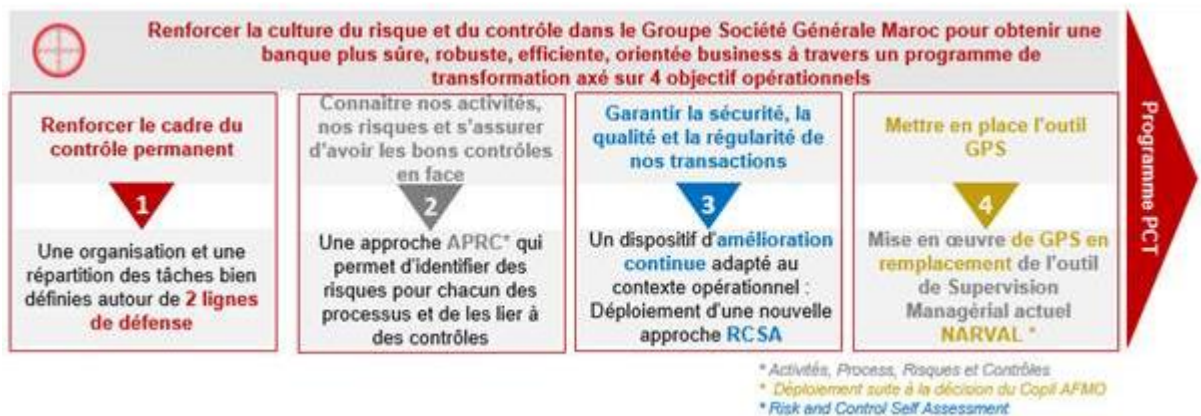 Renforcer la culture du risque et du contrôle dans le Groupe Société Générale Maroc pour obtenir une
banque plus sûre, robuste, efficiente, orientée business à travers un programme de
transformation axé sur 4 objectif opérationnels
Renforcer le cadre du
contrôle permanent
1
Une organisation et une
répartition des tâches bien
définies autour de 2 lignes
de défense
Connaître nos activités,
nos risques et s'assurer
d'avoir les bons contrôles
en face
2
Une approche APRC* qui
permet d'identifier des
risques pour chacun des
processus et de les lier à
des contrôles
Garantir la sécurité, la
qualité et la régularité de
nos transactions
3
Un dispositif d'amélioration
continue adapté au
contexte opérationnel :
Déploiement d'une nouvelle
approche RCSA
Mettre en place l'outil
GPS
4
Mise en œuvre de GPS en
remplacement de l'outil
de Supervision
Managérial actuel
NARVAL *
Programme PCT
* Activités, Process, Risques et Contrôles
* Déploiement suite à la décision du Copil AFMO
* Risk and Control Self Assessment